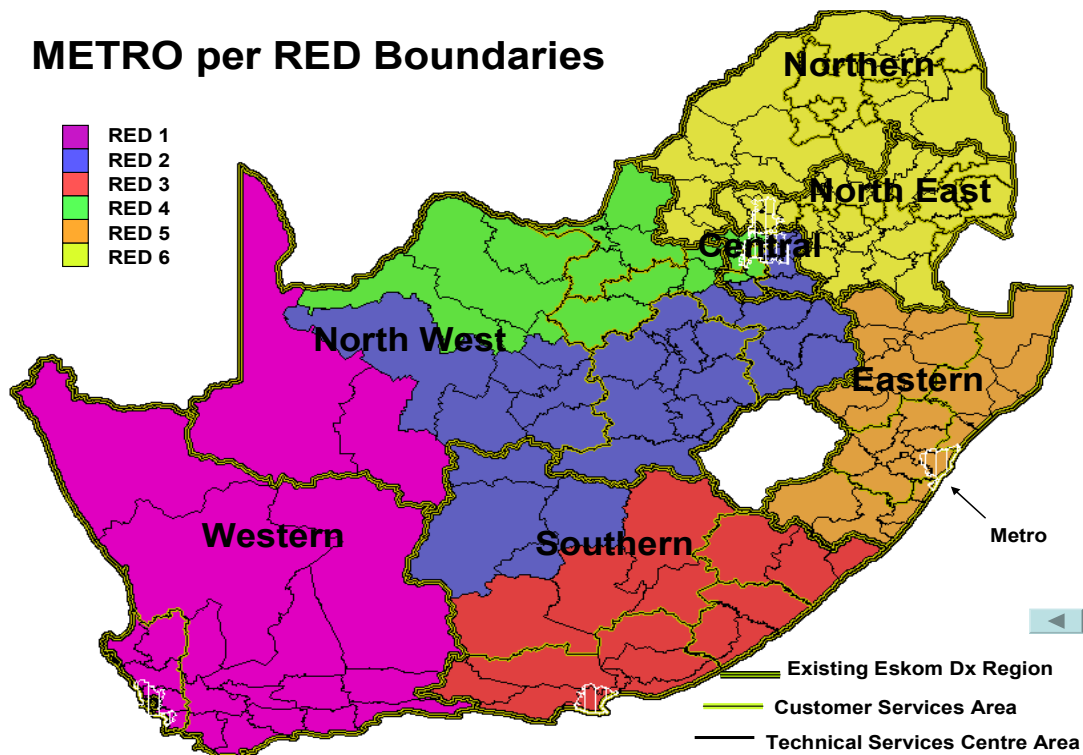 METRO per RED Boundaries
RED 1
RED 2
RED 3
RED 4
RED 5
RED 6
Northern
North East
Central
North West
Eastern
Western
Southern
Metro
Existing Eskom Dx Region
Customer Services Area
Technical Services Centre Area